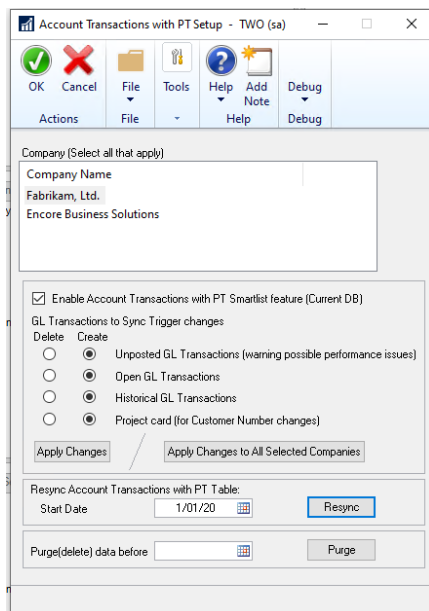 Account Transactions with PT Setup - TWO (sa)
OK Cancel File Tools Help Add Note Debug
Actions File Help Debug
Company (Select all that apply)
Company Name
Fabrikam, Ltd.
Encore Business Solutions
Enable Account Transactions with PT Smartlist feature (Current DB)
GL Transactions to Sync Trigger changes
Delete Create
Unposted GL Transactions (warning possible performance issues)
Open GL Transactions
Historical GL Transactions
Project card (for Customer Number changes)
Apply Changes Apply Changes to All Selected Companies
Resync Account Transactions with PT Table:
Start Date 1/01/20 Resync
Purge(delete) data before Purge